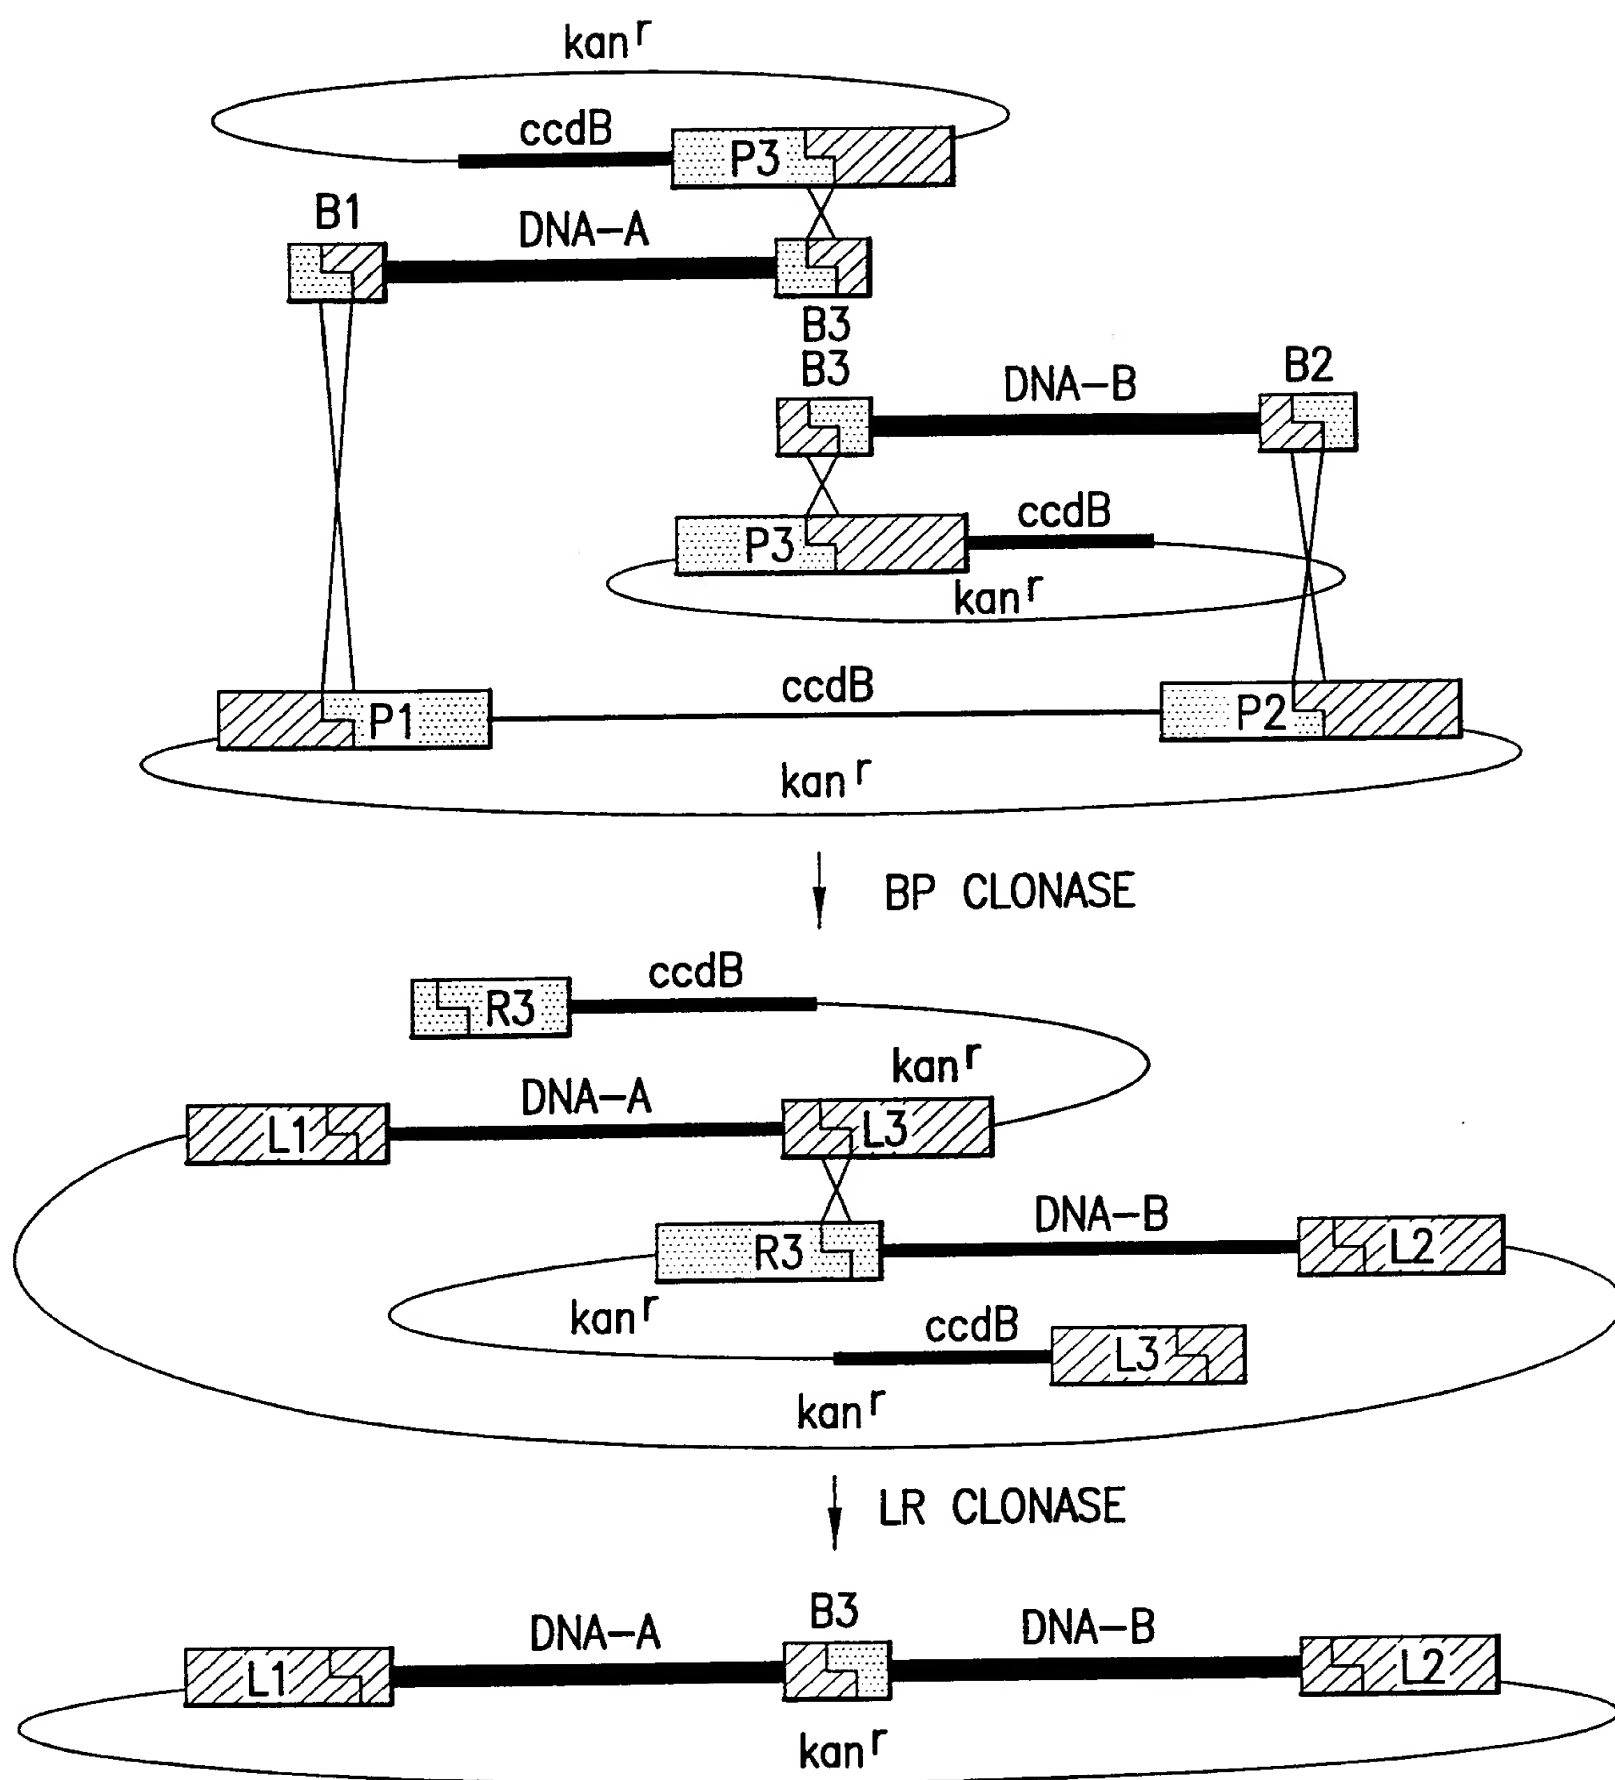 kanʳ
ccdB
P3
B1
DNA-A
B3
B3
DNA-B
B2
P3
ccdB
kanʳ
ccdB
P1
P2
kanʳ
BP CLONASE
ccdB
R3
kanʳ
DNA-A
L1
L3
DNA-B
R3
L2
kanʳ
ccdB
L3
kanʳ
LR CLONASE
B3
DNA-A
DNA-B
L1
L2
kanʳ